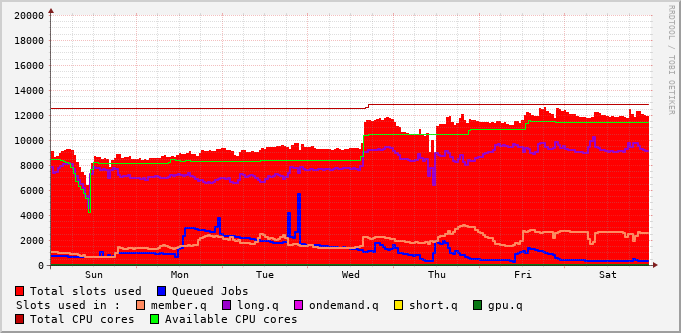 20000
18000
16000
14000
12000
10000
8000
6000
4000
2000
0
Sun Mon Tue Wed Thu Fri Sat
RRDTOOL / TOBI OETIKER
Total slots used Queued Jobs
Slots used in : member.q long.q ondemand.q short.q gpu.q
Total CPU cores Available CPU cores